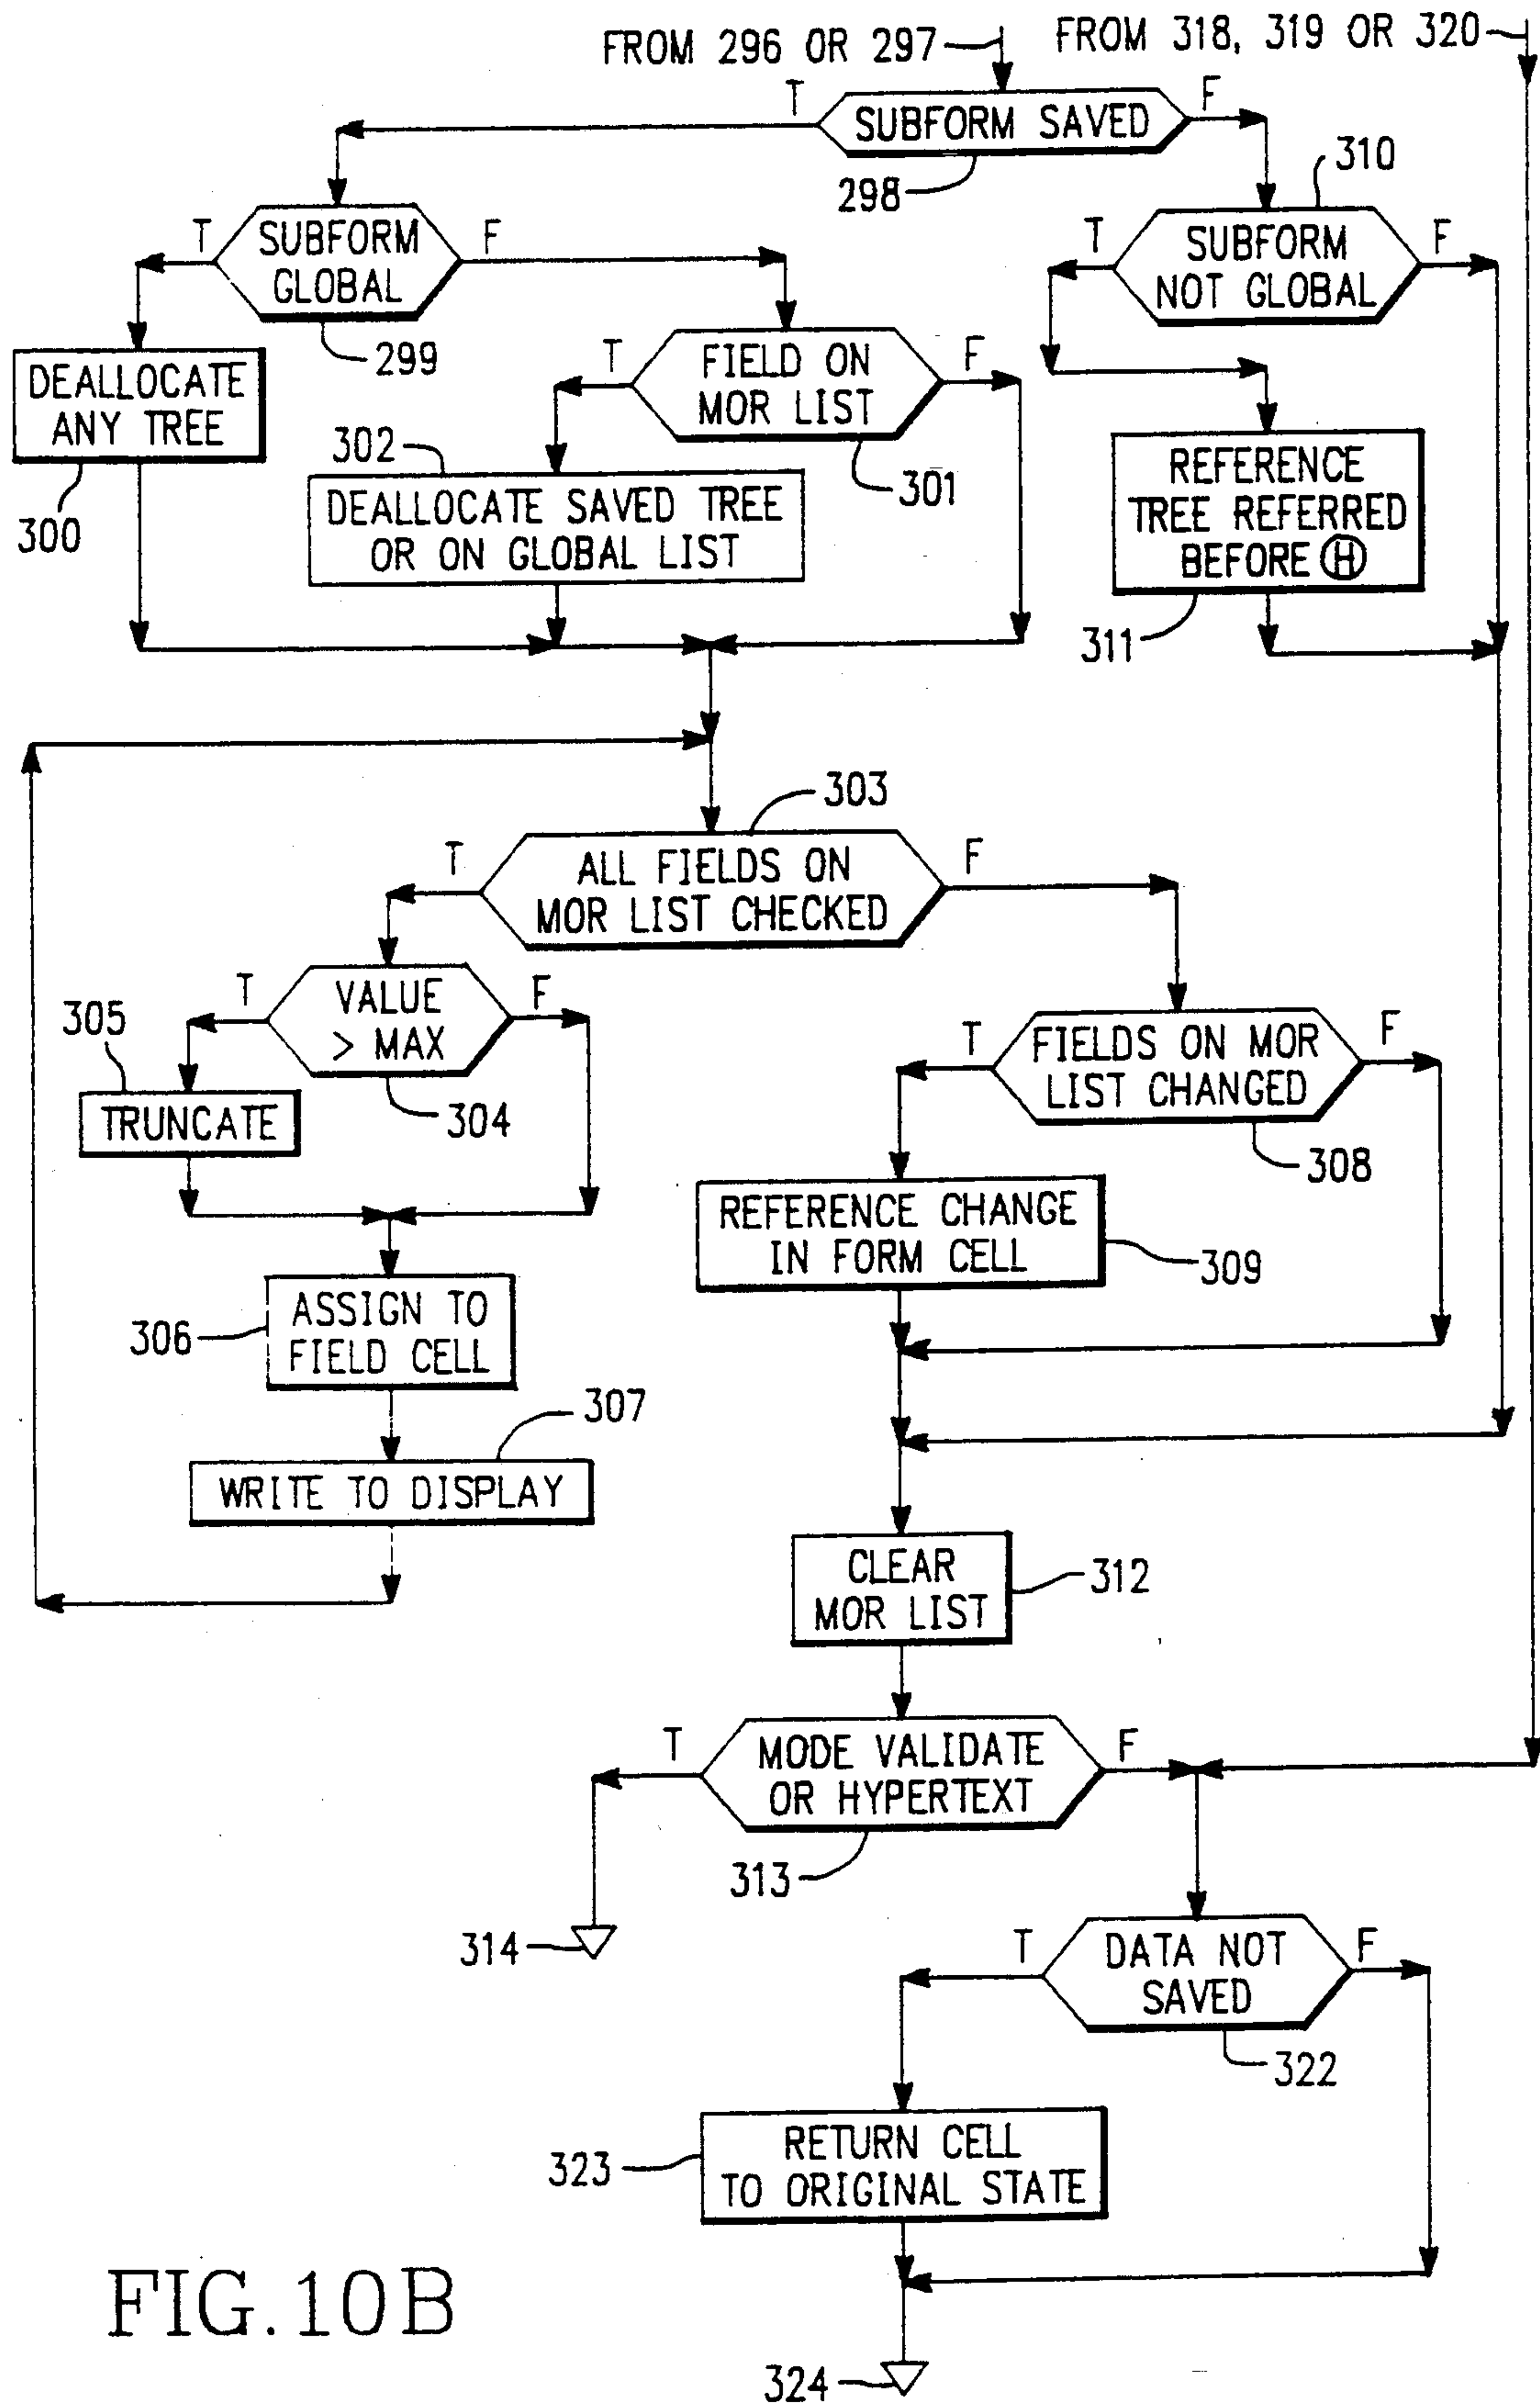 FROM 296 OR 297
FROM 318, 319 OR 320
T
SUBFORM SAVED
F
298
310
T
SUBFORM
GLOBAL
F
299
T
SUBFORM
NOT GLOBAL
F
DEALLOCATE
ANY TREE
300
T
FIELD ON
MOR LIST
F
301
302
DEALLOCATE SAVED TREE
OR ON GLOBAL LIST
REFERENCE
TREE REFERRED
BEFORE H
311
303
T
ALL FIELDS ON
MOR LIST CHECKED
F
T
VALUE
> MAX
F
304
305
TRUNCATE
T
FIELDS ON MOR
LIST CHANGED
F
308
REFERENCE CHANGE
IN FORM CELL
309
306
ASSIGN TO
FIELD CELL
307
WRITE TO DISPLAY
CLEAR
MOR LIST
312
T
MODE VALIDATE
OR HYPERTEXT
F
313
314
T
DATA NOT
SAVED
F
322
323
RETURN CELL
TO ORIGINAL STATE
FIG. 10B
324